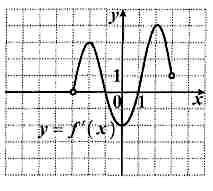 y
1
0 1 x
y = f'(x)